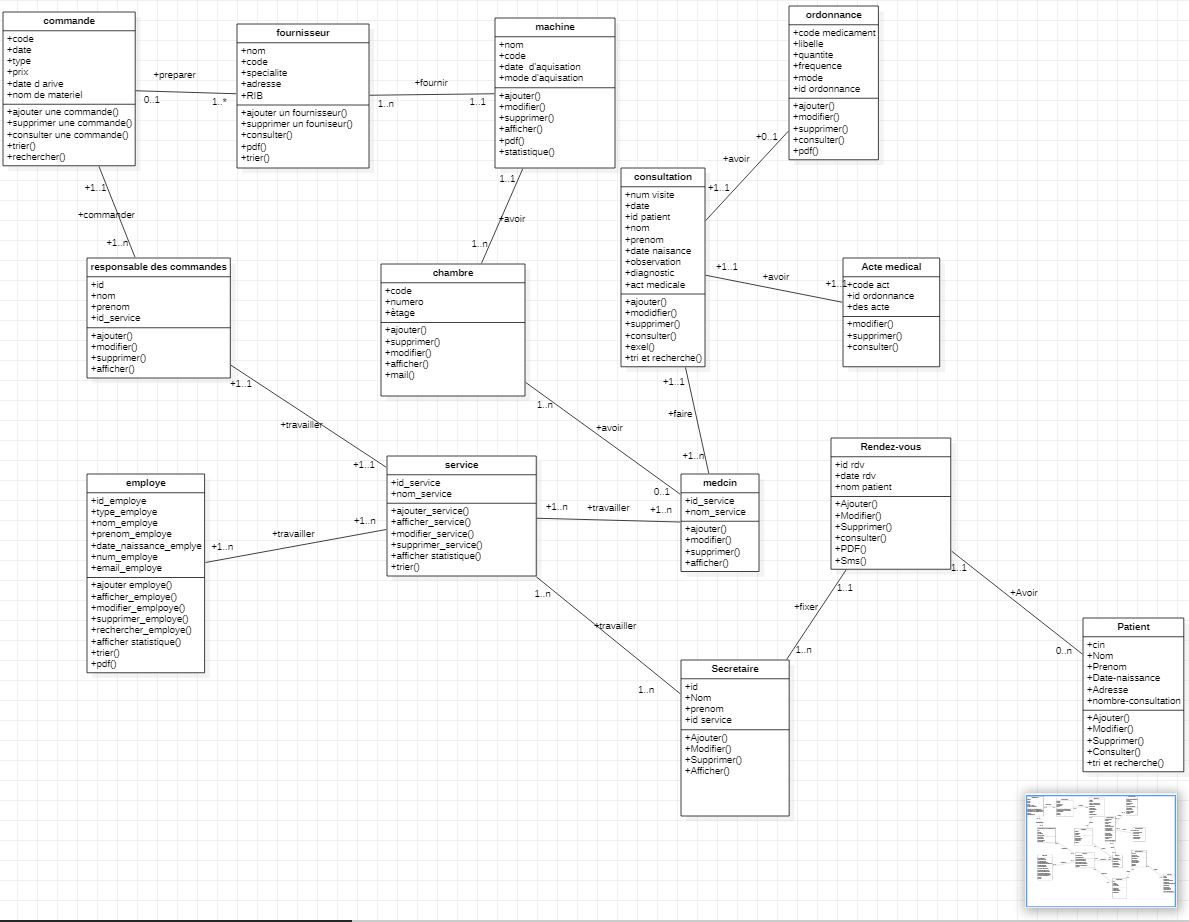 commande
+code
+date
+type
+prix
+date d arive
+nom de materiel
+ajouter une commande()
+supprimer une commande()
+consulter une commande()
+trier()
+rechercher()
+preparer
0..1
1..*
fournisseur
+nom
+code
+specialite
+adresse
+RIB
+ajouter un fournisseur()
+supprimer un founiseur()
+consulter()
+pdf()
+trier()
+fournir
1..n
1..1
machine
+nom
+code
+date d'aquisation
+mode d'aquisation
+ajouter()
+modifier()
+supprimer()
+afficher()
+pdf()
+statistique()
ordonnance
+code medicament
+libelle
+quantite
+frequence
+mode
+id ordonnance
+ajouter()
+modifier()
+supprimer()
+consulter()
+pdf()
+0..1
+avoir
+1..1
consultation
+num visite
+date
+id patient
+nom
+prenom
+date naisance
+observation
+diagnostic
+act medicale
+ajouter()
+modidfier()
+supprimer()
+consulter()
+exel()
+tri et recherche()
+1..1
+avoir
+1..1
Acte medical
+code act
+id ordonnance
+des acte
+modifier()
+supprimer()
+consulter()
+1..1
+commander
+1..n
responsable des commandes
+id
+nom
+prenom
+id_service
+ajouter()
+modifier()
+supprimer()
+afficher()
1..1
+avoir
1..n
chambre
+code
+numero
+ètage
+ajouter()
+supprimer()
+modifier()
+afficher()
+mail()
+1..1
+travailler
+1..1
1..n
+avoir
0..1
+1..1
+faire
+1..n
service
+id_service
+nom_service
+ajouter_service()
+afficher_service()
+modifier_service()
+supprimer_service()
+afficher statistique()
+trier()
+1..n
+travailler
+1..n
medcin
+id_service
+nom_service
+ajouter()
+modifier()
+supprimer()
+afficher()
Rendez-vous
+id rdv
+date rdv
+nom patient
+Ajouter()
+Modifier()
+Supprimer()
+consulter()
+PDF()
+Sms()
employe
+id_employe
+type_employe
+nom_employe
+prenom_employe
+date_naissance_emplye
+num_employe
+email_employe
+ajouter employe()
+afficher_employe()
+modifier_emplpoye()
+supprimer_employe()
+rechercher_employe()
+afficher statistique()
+trier()
+pdf()
+1..n
+travailler
+1..n
1..n
+travailler
1..n
1..1
+fixer
1..n
1..1
+Avoir
0..n
Secretaire
+id
+Nom
+prenom
+id service
+Ajouter()
+Modifier()
+Supprimer()
+Afficher()
Patient
+cin
+Nom
+Prenom
+Date-naissance
+Adresse
+nombre-consultation
+Ajouter()
+Modifier()
+Supprimer()
+Consulter()
+tri et recherche()